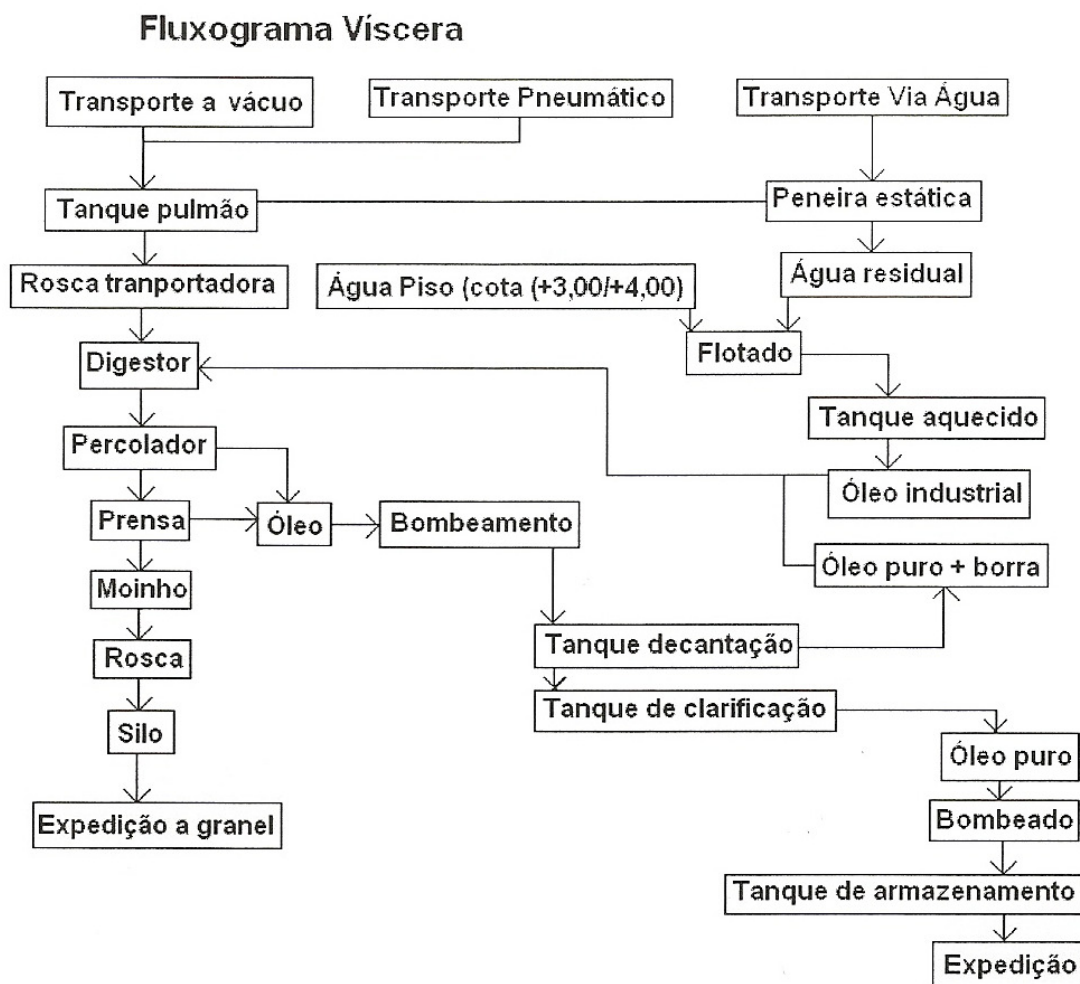 Fluxograma Víscera
Transporte a vácuo
Transporte Pneumático
Transporte Via Água
Tanque pulmão
Peneira estática
Rosca tranportadora
Água Piso (cota (+3,00/+4,00)
Água residual
Digestor
Flotado
Tanque aquecido
Percolador
Óleo industrial
Prensa
Óleo
Bombeamento
Óleo puro + borra
Moinho
Tanque decantação
Rosca
Tanque de clarificação
Silo
Óleo puro
Expedição a granel
Bombeado
Tanque de armazenamento
Expedição